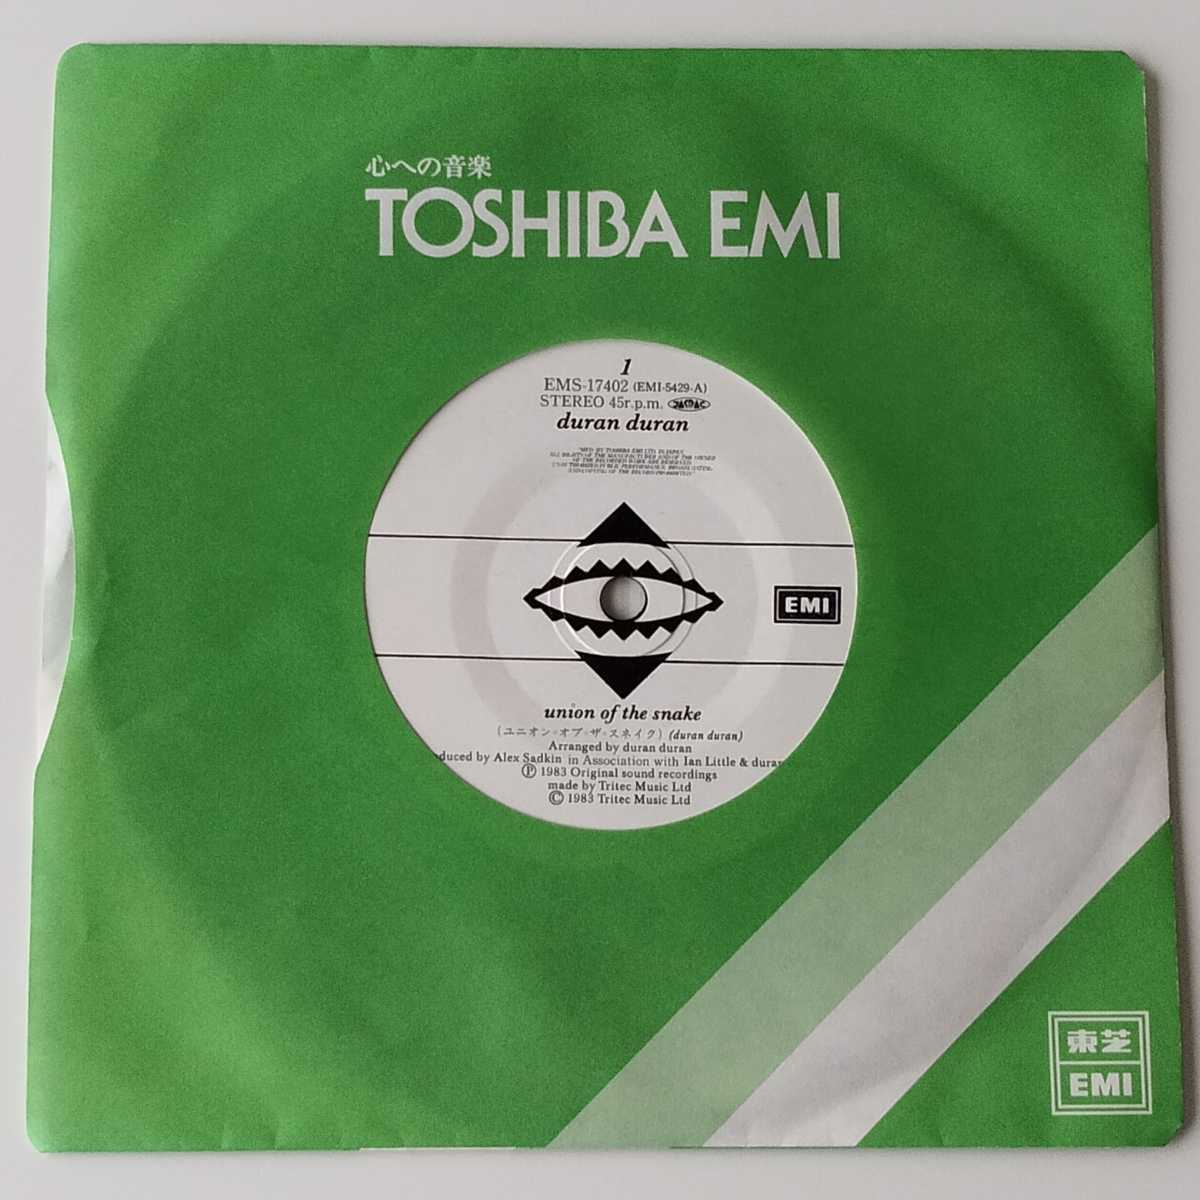 心への音楽
TOSHIBA EMI
1
EMS-17402 (EMI-5429-A)
STEREO 45r.p.m. JASRAC
duran duran
EMI
union of the snake
(ユニオン・オブ・ザ・スネイク) (duran duran)
Arranged by duran duran
duced by Alex Sadkin in Association with Ian Little & duran
Ⓟ 1983 Original sound recordings
made by Tritec Music Ltd
© 1983 Tritec Music Ltd
東芝
EMI